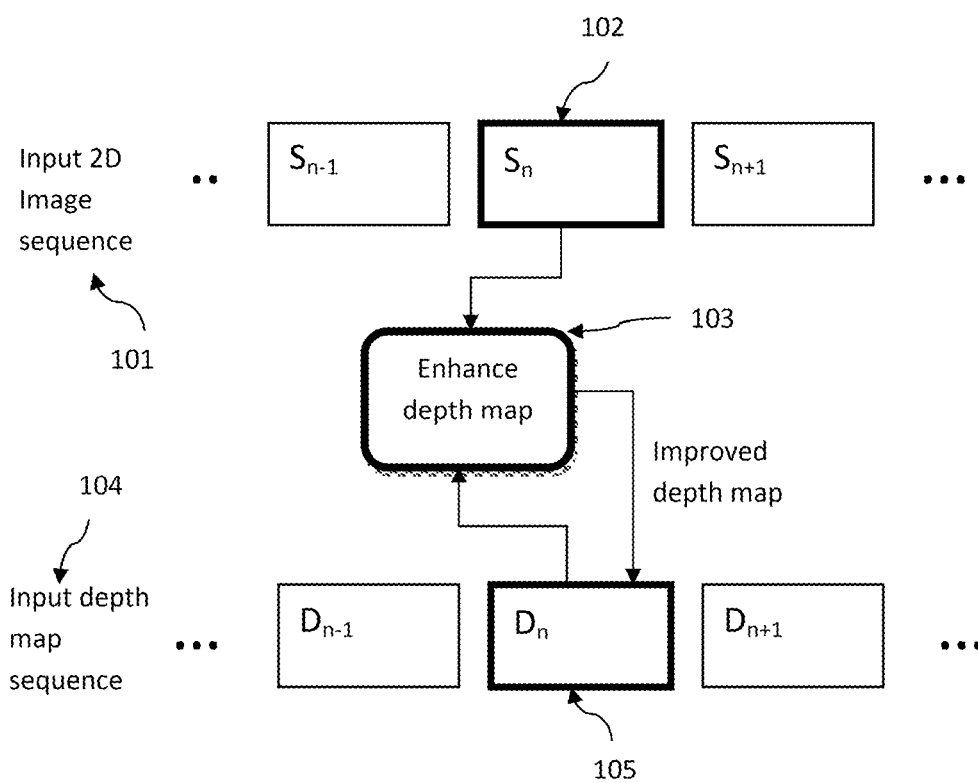 102
Input 2D
Image
sequence
..
S_{n-1}
S_n
S_{n+1}
...
101
103
Enhance
depth map
Improved
depth map
104
Input depth
map
sequence
...
D_{n-1}
D_n
D_{n+1}
...
105